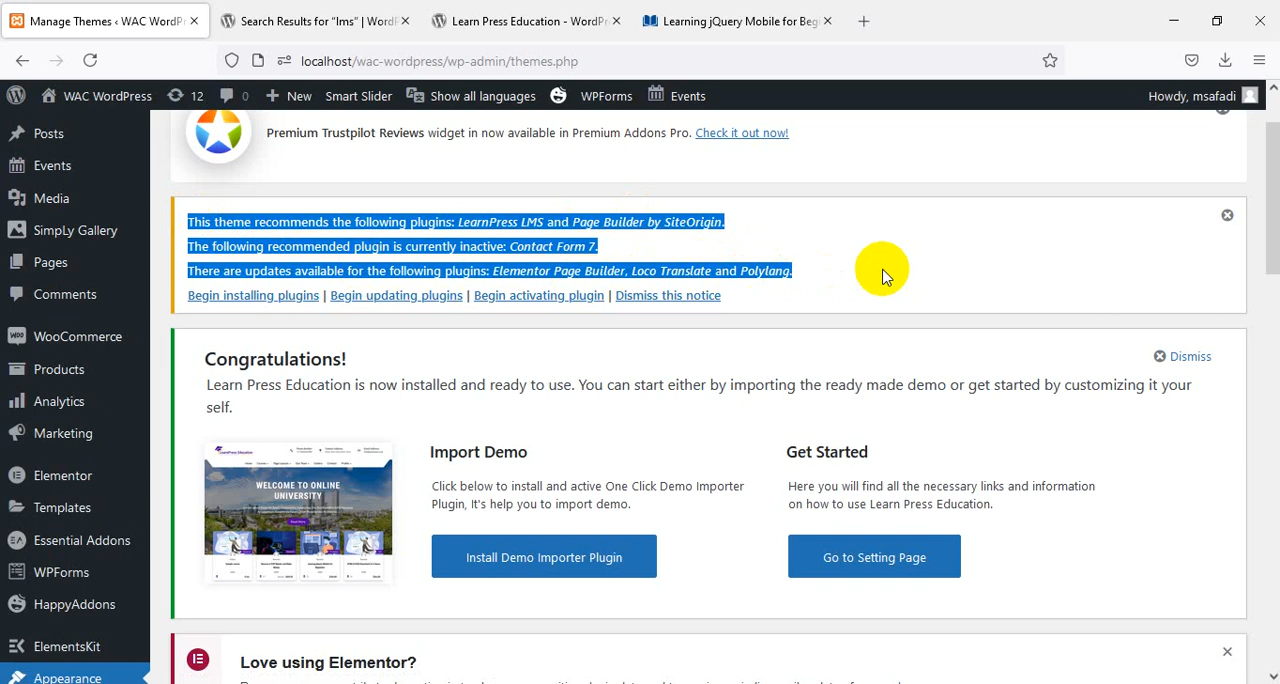 Manage Themes ‹ WAC WordPr
Search Results for “lms” | WordP
Learn Press Education - WordPre
Learning jQuery Mobile for Begi
localhost/wac-wordpress/wp-admin/themes.php
WAC WordPress
12
0
New
Smart Slider
Show all languages
WPForms
Events
Howdy, msafadi
Posts
Events
Media
SimpLy Gallery
Pages
Comments
WooCommerce
Products
Analytics
Marketing
Elementor
Templates
Essential Addons
WPForms
HappyAddons
ElementsKit
Appearance
Premium Trustpilot Reviews widget in now available in Premium Addons Pro. Check it out now!
This theme recommends the following plugins: LearnPress LMS and Page Builder by SiteOrigin.
The following recommended plugin is currently inactive: Contact Form 7.
There are updates available for the following plugins: Elementor Page Builder, Loco Translate and Polylang.
Begin installing plugins | Begin updating plugins | Begin activating plugin | Dismiss this notice
Congratulations!
Dismiss
Learn Press Education is now installed and ready to use. You can start either by importing the ready made demo or get started by customizing it your
self.
WELCOME TO ONLINE
UNIVERSITY
Import Demo
Click below to install and active One Click Demo Importer
Plugin, It's help you to import demo.
Install Demo Importer Plugin
Get Started
Here you will find all the necessary links and information
on how to use Learn Press Education.
Go to Setting Page
Love using Elementor?